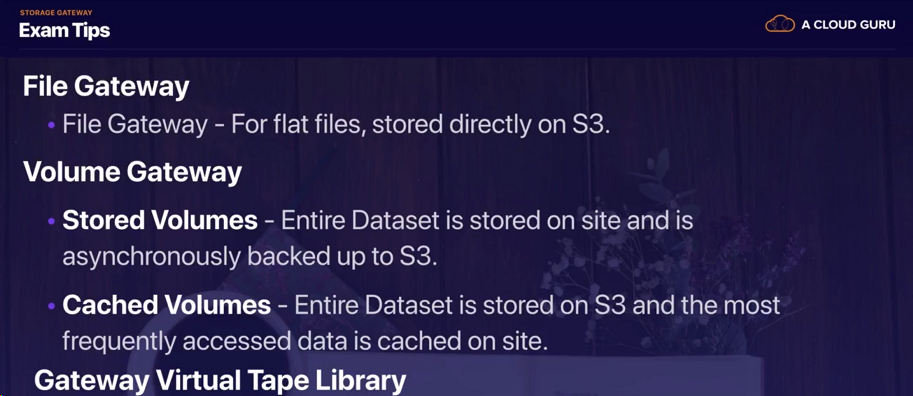 STORAGE GATEWAY
Exam Tips
A CLOUD GURU
File Gateway
• File Gateway - For flat files, stored directly on S3.
Volume Gateway
• Stored Volumes - Entire Dataset is stored on site and is
asynchronously backed up to S3.
• Cached Volumes - Entire Dataset is stored on S3 and the most
frequently accessed data is cached on site.
Gateway Virtual Tape Library